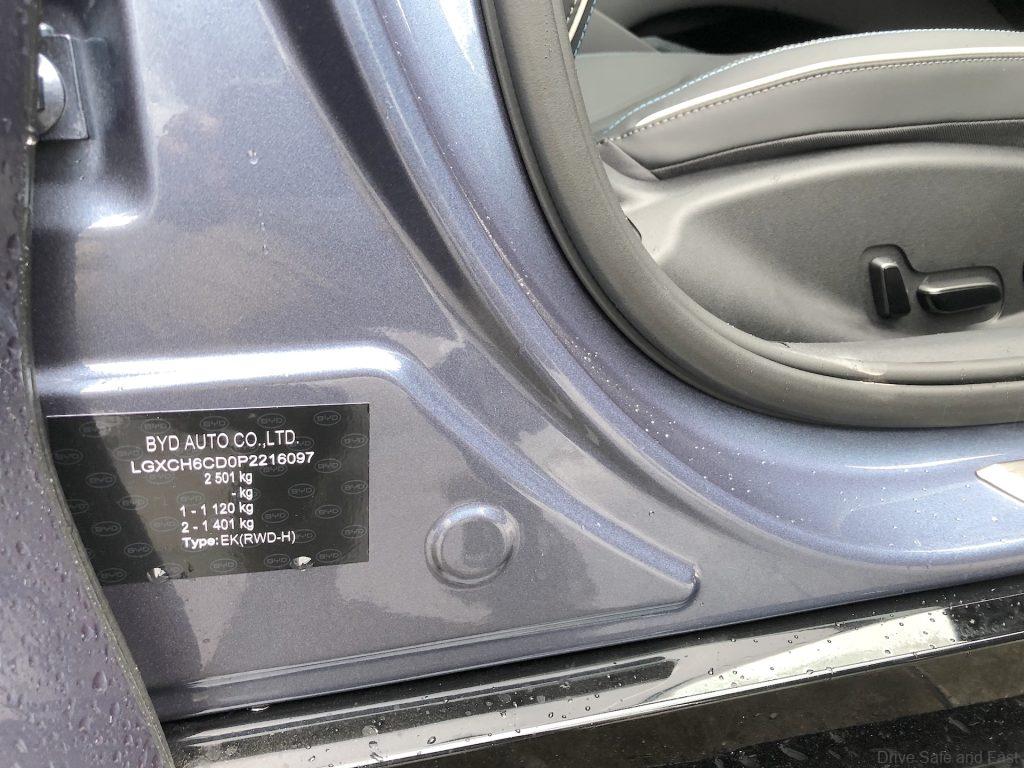 BYD AUTO CO.,LTD.
LGXCH6CD0P2216097
2 501 kg
- kg
1 - 1 120 kg
2 - 1 401 kg
Type:EK(RWD-H)
Drive Safe and Fast